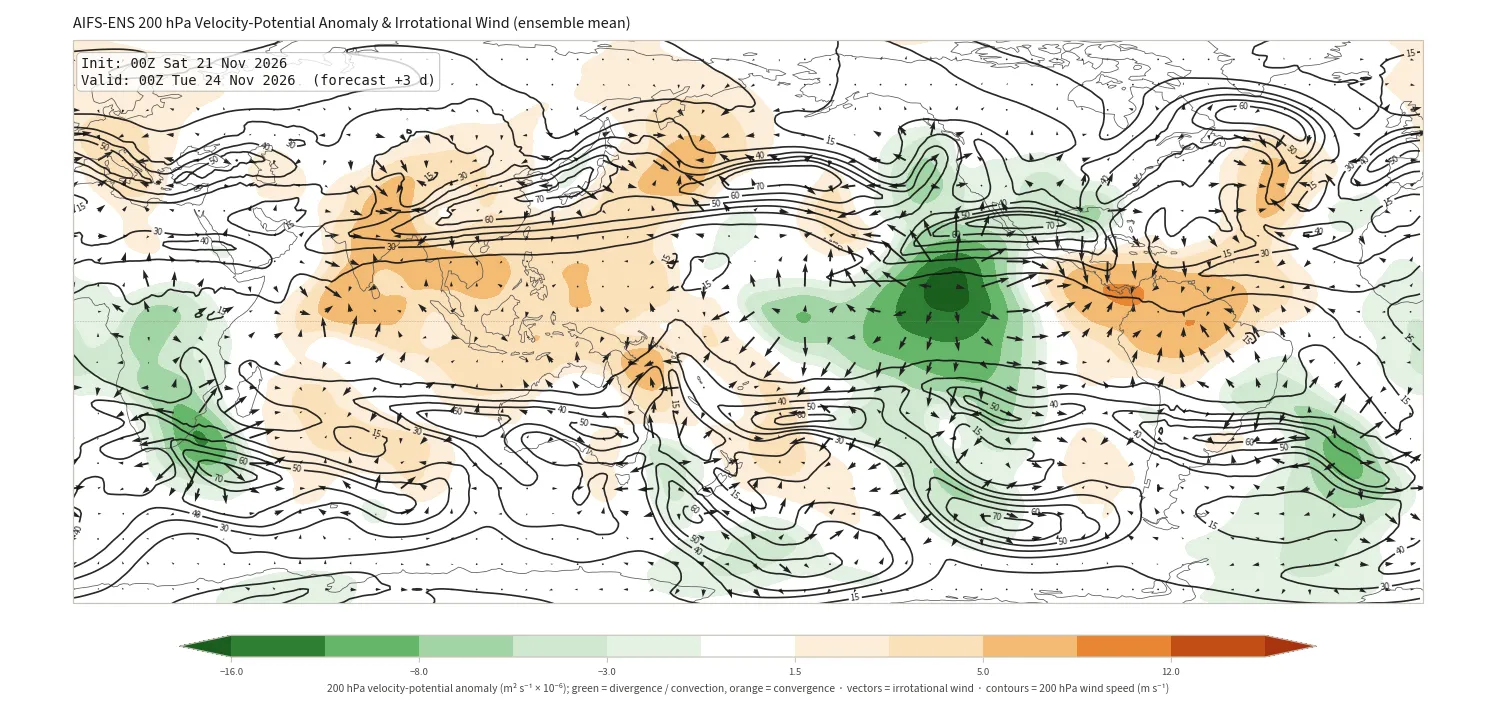 AIFS-ENS 200 hPa Velocity-Potential Anomaly & Irrotational Wind (ensemble mean)
Init: 00Z Sat 21 Nov 2026
Valid: 00Z Tue 24 Nov 2026  (forecast +3 d)
−16.0 −8.0 −3.0 1.5 5.0 12.0
200 hPa velocity-potential anomaly (m² s⁻¹ × 10⁻⁶); green = divergence / convection, orange = convergence · vectors = irrotational wind · contours = 200 hPa wind speed (m s⁻¹)